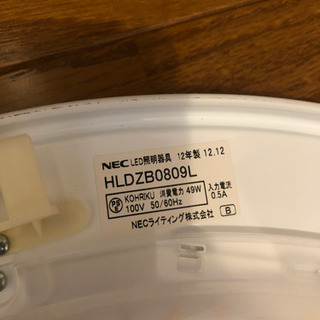 NEC LED照明器具 12年製 12.12
HLDZB0809L
PS E KOHRIKU 消費電力 49W 入力電流
100V 50/60Hz 0.5A
NECライティング株式会社 B